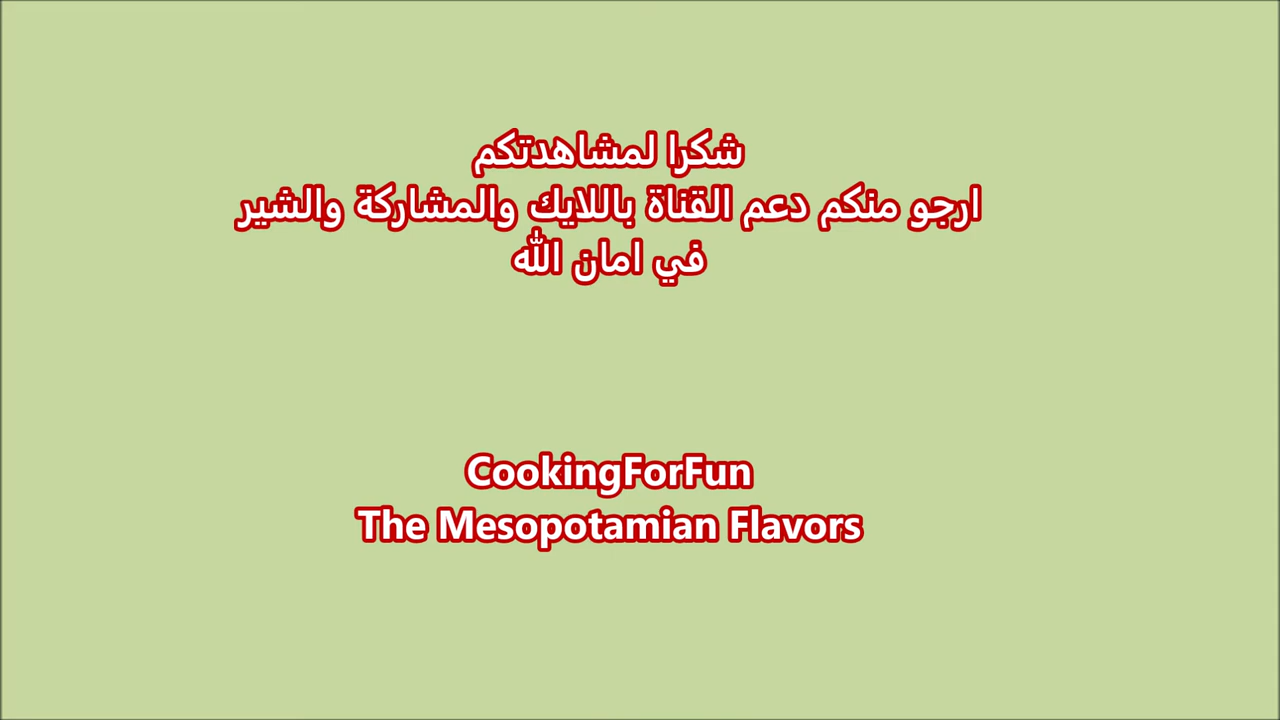 شكرا لمشاهدتكم
ارجو منكم دعم القناة باللايك والمشاركة والشير
في امان الله
CookingForFun
The Mesopotamian Flavors